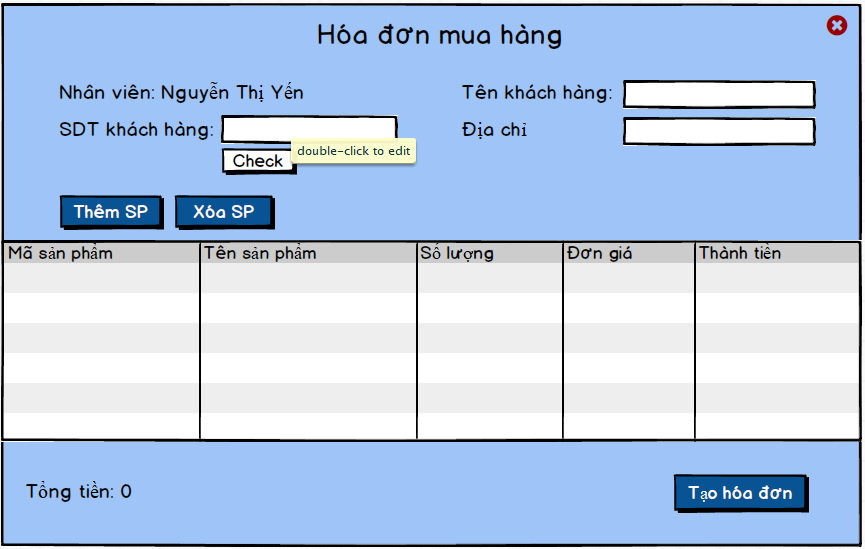 Hóa đơn mua hàng
Nhân viên: Nguyễn Thị Yến
Tên khách hàng:
SDT khách hàng:
Địa chỉ
double-click to edit
Check
Thêm SP Xóa SP
Mã sản phẩm Tên sản phẩm Số lượng Đơn giá Thành tiền
Tổng tiền: 0
Tạo hóa đơn